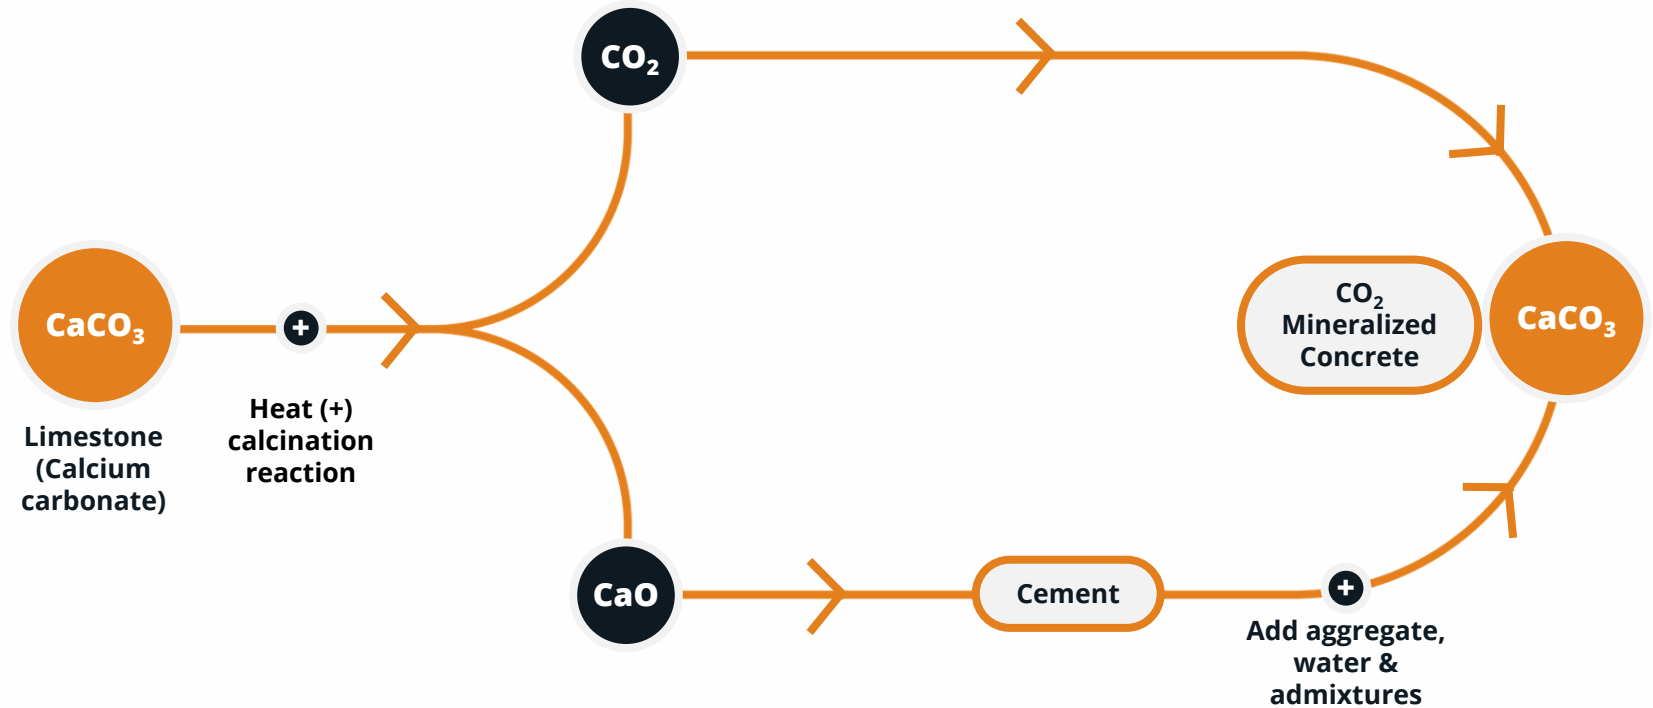 CO₂
CaCO₃
+
Limestone
(Calcium
carbonate)
Heat (+)
calcination
reaction
CaO
Cement
+
Add aggregate,
water &
admixtures
CO₂
Mineralized
Concrete
CaCO₃